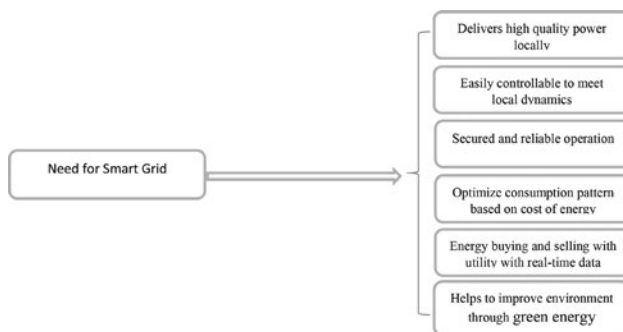 Need for Smart Grid
Delivers high quality power
locally
Easily controllable to meet
local dynamics
Secured and reliable operation
Optimize consumption pattern
based on cost of energy
Energy buying and selling with
utility with real-time data
Helps to improve environment
through green energy